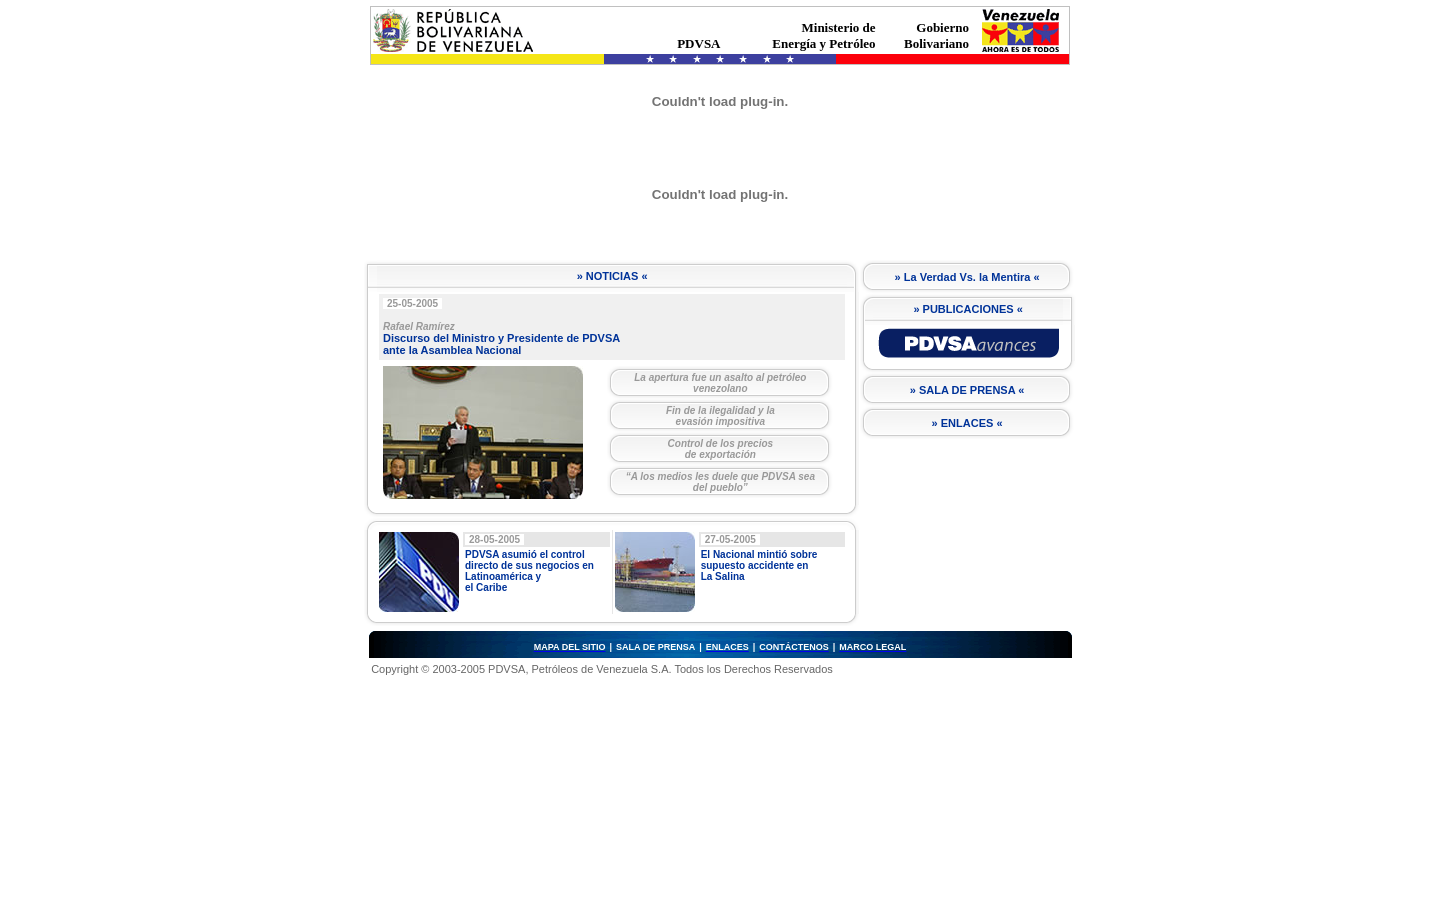 REPÚBLICA
BOLIVARIANA
DE VENEZUELA
PDVSA
Ministerio de
Energía y Petróleo
Gobierno
Bolivariano
Venezuela
AHORA ES DE TODOS
Couldn't load plug-in.
Couldn't load plug-in.
» NOTICIAS «
25-05-2005
Rafael Ramírez
Discurso del Ministro y Presidente de PDVSA
ante la Asamblea Nacional
La apertura fue un asalto al petróleo
venezolano
Fin de la ilegalidad y la
evasión impositiva
Control de los precios
de exportación
“A los medios les duele que PDVSA sea
del pueblo”
» La Verdad Vs. la Mentira «
» PUBLICACIONES «
PDVSAavances
» SALA DE PRENSA «
» ENLACES «
PDV
28-05-2005
PDVSA asumió el control
directo de sus negocios en
Latinoamérica y
el Caribe
27-05-2005
El Nacional mintió sobre
supuesto accidente en
La Salina
MAPA DEL SITIO | SALA DE PRENSA | ENLACES | CONTÁCTENOS | MARCO LEGAL
Copyright © 2003-2005 PDVSA, Petróleos de Venezuela S.A. Todos los Derechos Reservados